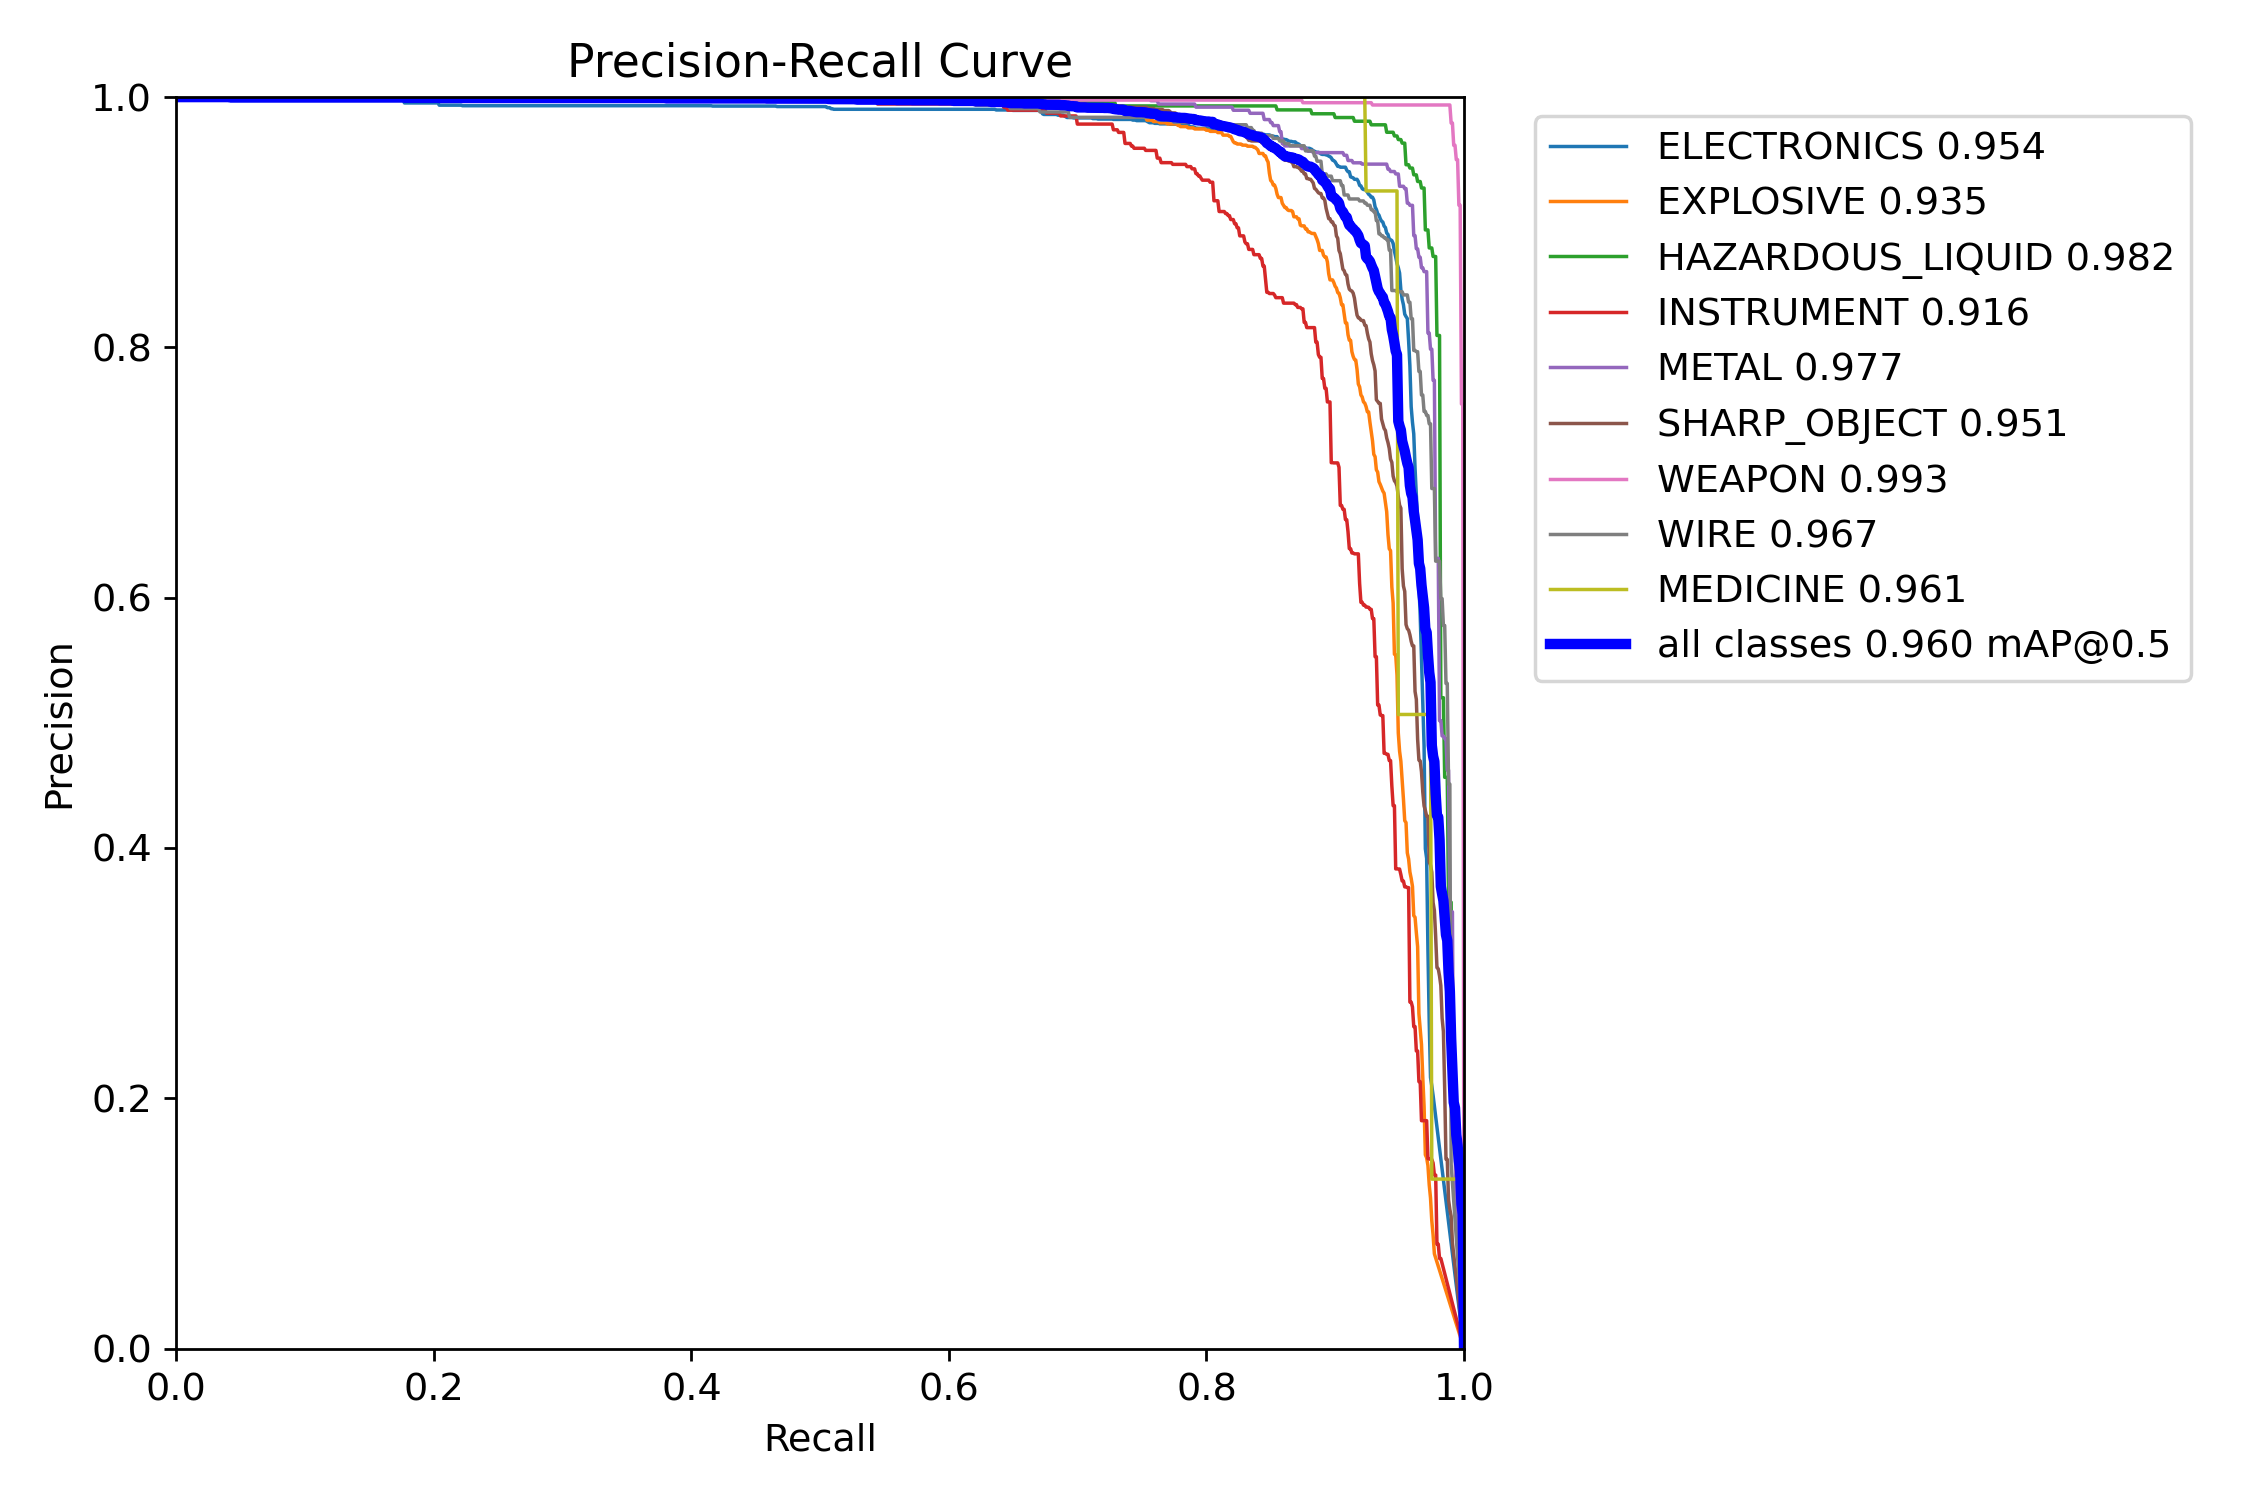 Precision-Recall Curve
1.0
0.8
0.6
0.4
0.2
0.0
Precision
0.0 0.2 0.4 0.6 0.8 1.0
Recall
ELECTRONICS 0.954
EXPLOSIVE 0.935
HAZARDOUS_LIQUID 0.982
INSTRUMENT 0.916
METAL 0.977
SHARP_OBJECT 0.951
WEAPON 0.993
WIRE 0.967
MEDICINE 0.961
all classes 0.960 mAP@0.5